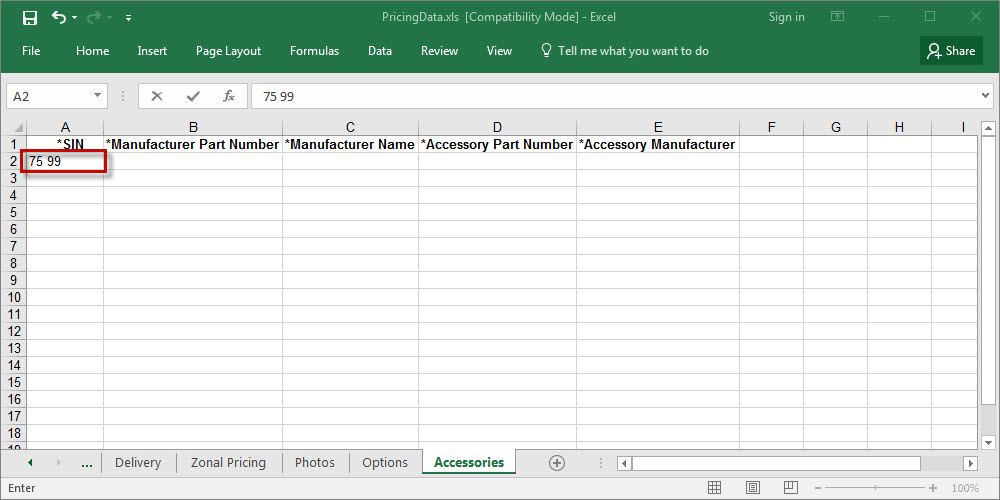 PricingData.xls [Compatibility Mode] - Excel Sign in
File Home Insert Page Layout Formulas Data Review View Tell me what you want to do Share
A2 fx 75 99
A B C D E F G H I
1 *SIN *Manufacturer Part Number *Manufacturer Name *Accessory Part Number *Accessory Manufacturer
2 75 99
3
4
5
6
7
8
9
10
11
12
13
14
15
16
17
18
19
... Delivery Zonal Pricing Photos Options Accessories
Enter 100%